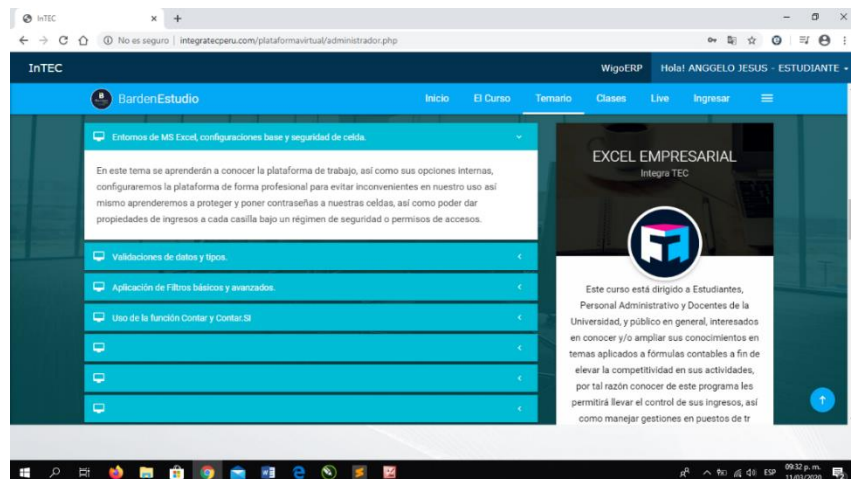 InTEC
No es seguro | integratecperu.com/plataformavirtual/administrador.php
InTEC
WigoERP
Hola! ANGGELO JESUS - ESTUDIANTE
BardenEstudio
Inicio
El Curso
Temario
Clases
Live
Ingresar
Entornos de MS Excel, configuraciones base y seguridad de celda.
En este tema se aprenderán a conocer la plataforma de trabajo, así como sus opciones internas,
configuraremos la plataforma de forma profesional para evitar inconvenientes en nuestro uso así
mismo aprenderemos a proteger y poner contraseñas a nuestras celdas, así como poder dar
propiedades de ingresos a cada casilla bajo un régimen de seguridad o permisos de accesos.
Validaciones de datos y tipos.
Aplicación de Filtros básicos y avanzados.
Uso de la función Contar y Contar.SI
EXCEL EMPRESARIAL
Integra TEC
Este curso está dirigido a Estudiantes,
Personal Administrativo y Docentes de la
Universidad, y público en general, interesados
en conocer y/o ampliar sus conocimientos en
temas aplicados a fórmulas contables a fin de
elevar la competitividad en sus actividades,
por tal razón conocer de este programa les
permitirá llevar el control de sus ingresos, así
como manejar gestiones en puestos de tr
ESP
09:32 p. m.
11/03/2020